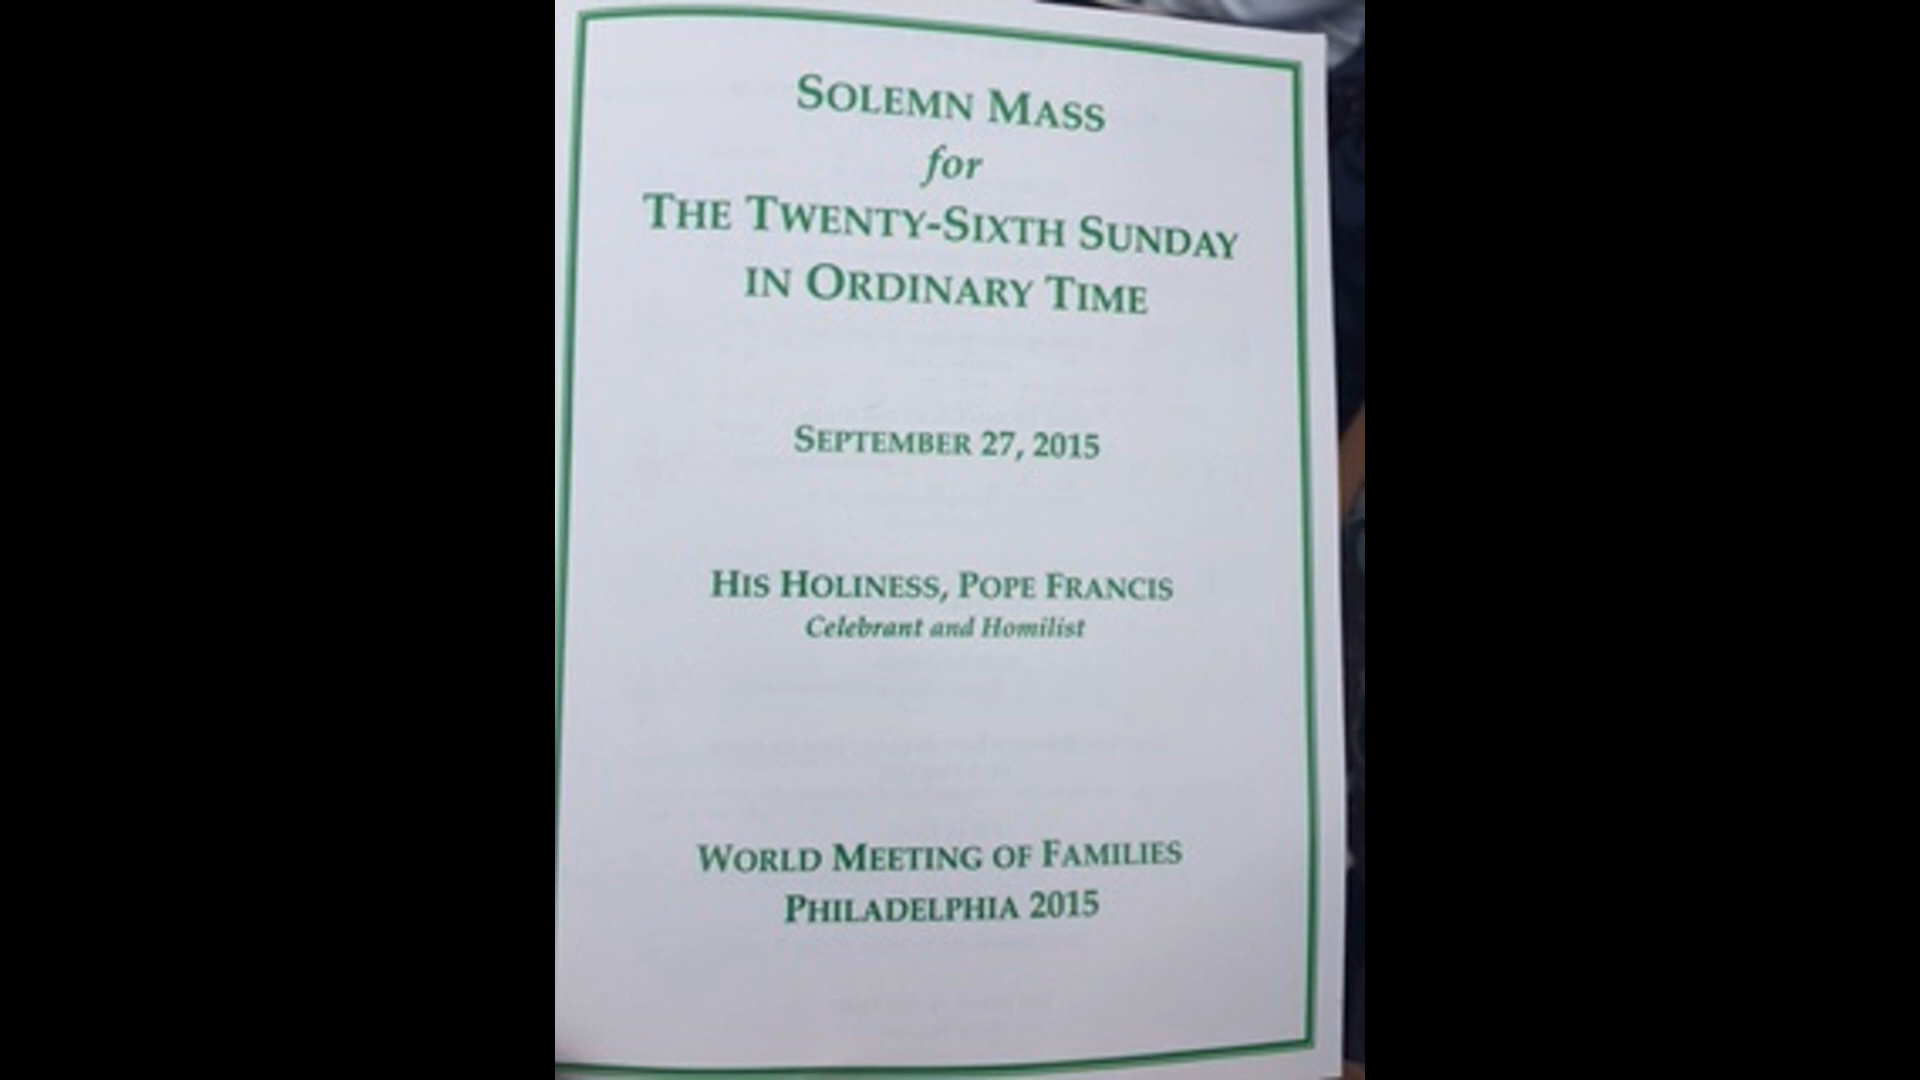 SOLEMN MASS
for
THE TWENTY-SIXTH SUNDAY
IN ORDINARY TIME
SEPTEMBER 27, 2015
HIS HOLINESS, POPE FRANCIS
Celebrant and Homilist
WORLD MEETING OF FAMILIES
PHILADELPHIA 2015